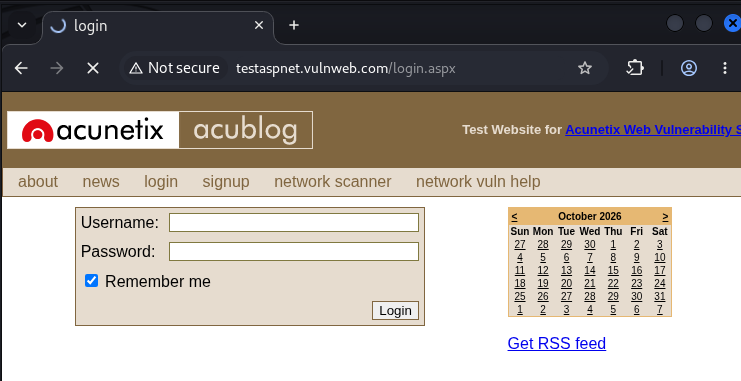 login
Not secure testaspnet.vulnweb.com/login.aspx
acunetix acublog
Test Website for Acunetix Web Vulnerability S
about news login signup network scanner network vuln help
Username:
Password:
Remember me
Login
< October 2026 >
Sun Mon Tue Wed Thu Fri Sat
27 28 29 30 1 2 3
4 5 6 7 8 9 10
11 12 13 14 15 16 17
18 19 20 21 22 23 24
25 26 27 28 29 30 31
1 2 3 4 5 6 7
Get RSS feed